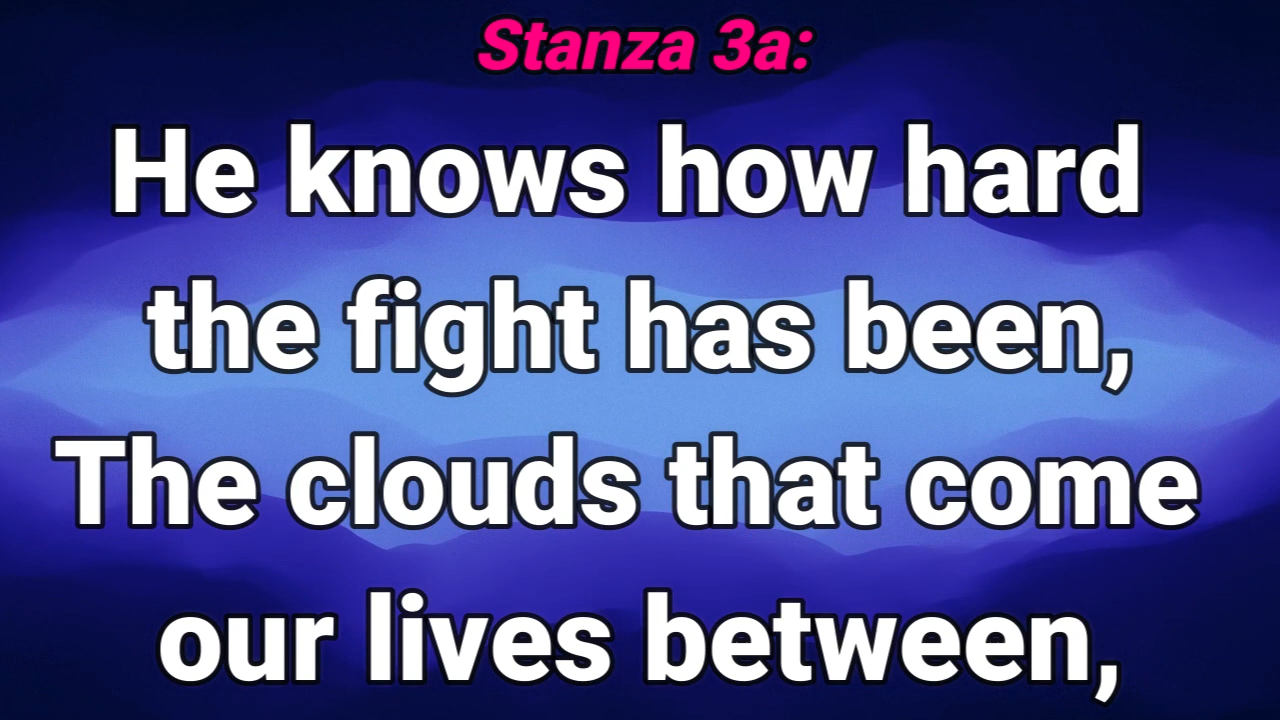 Stanza 3a:
He knows how hard
the fight has been,
The clouds that come
our lives between,